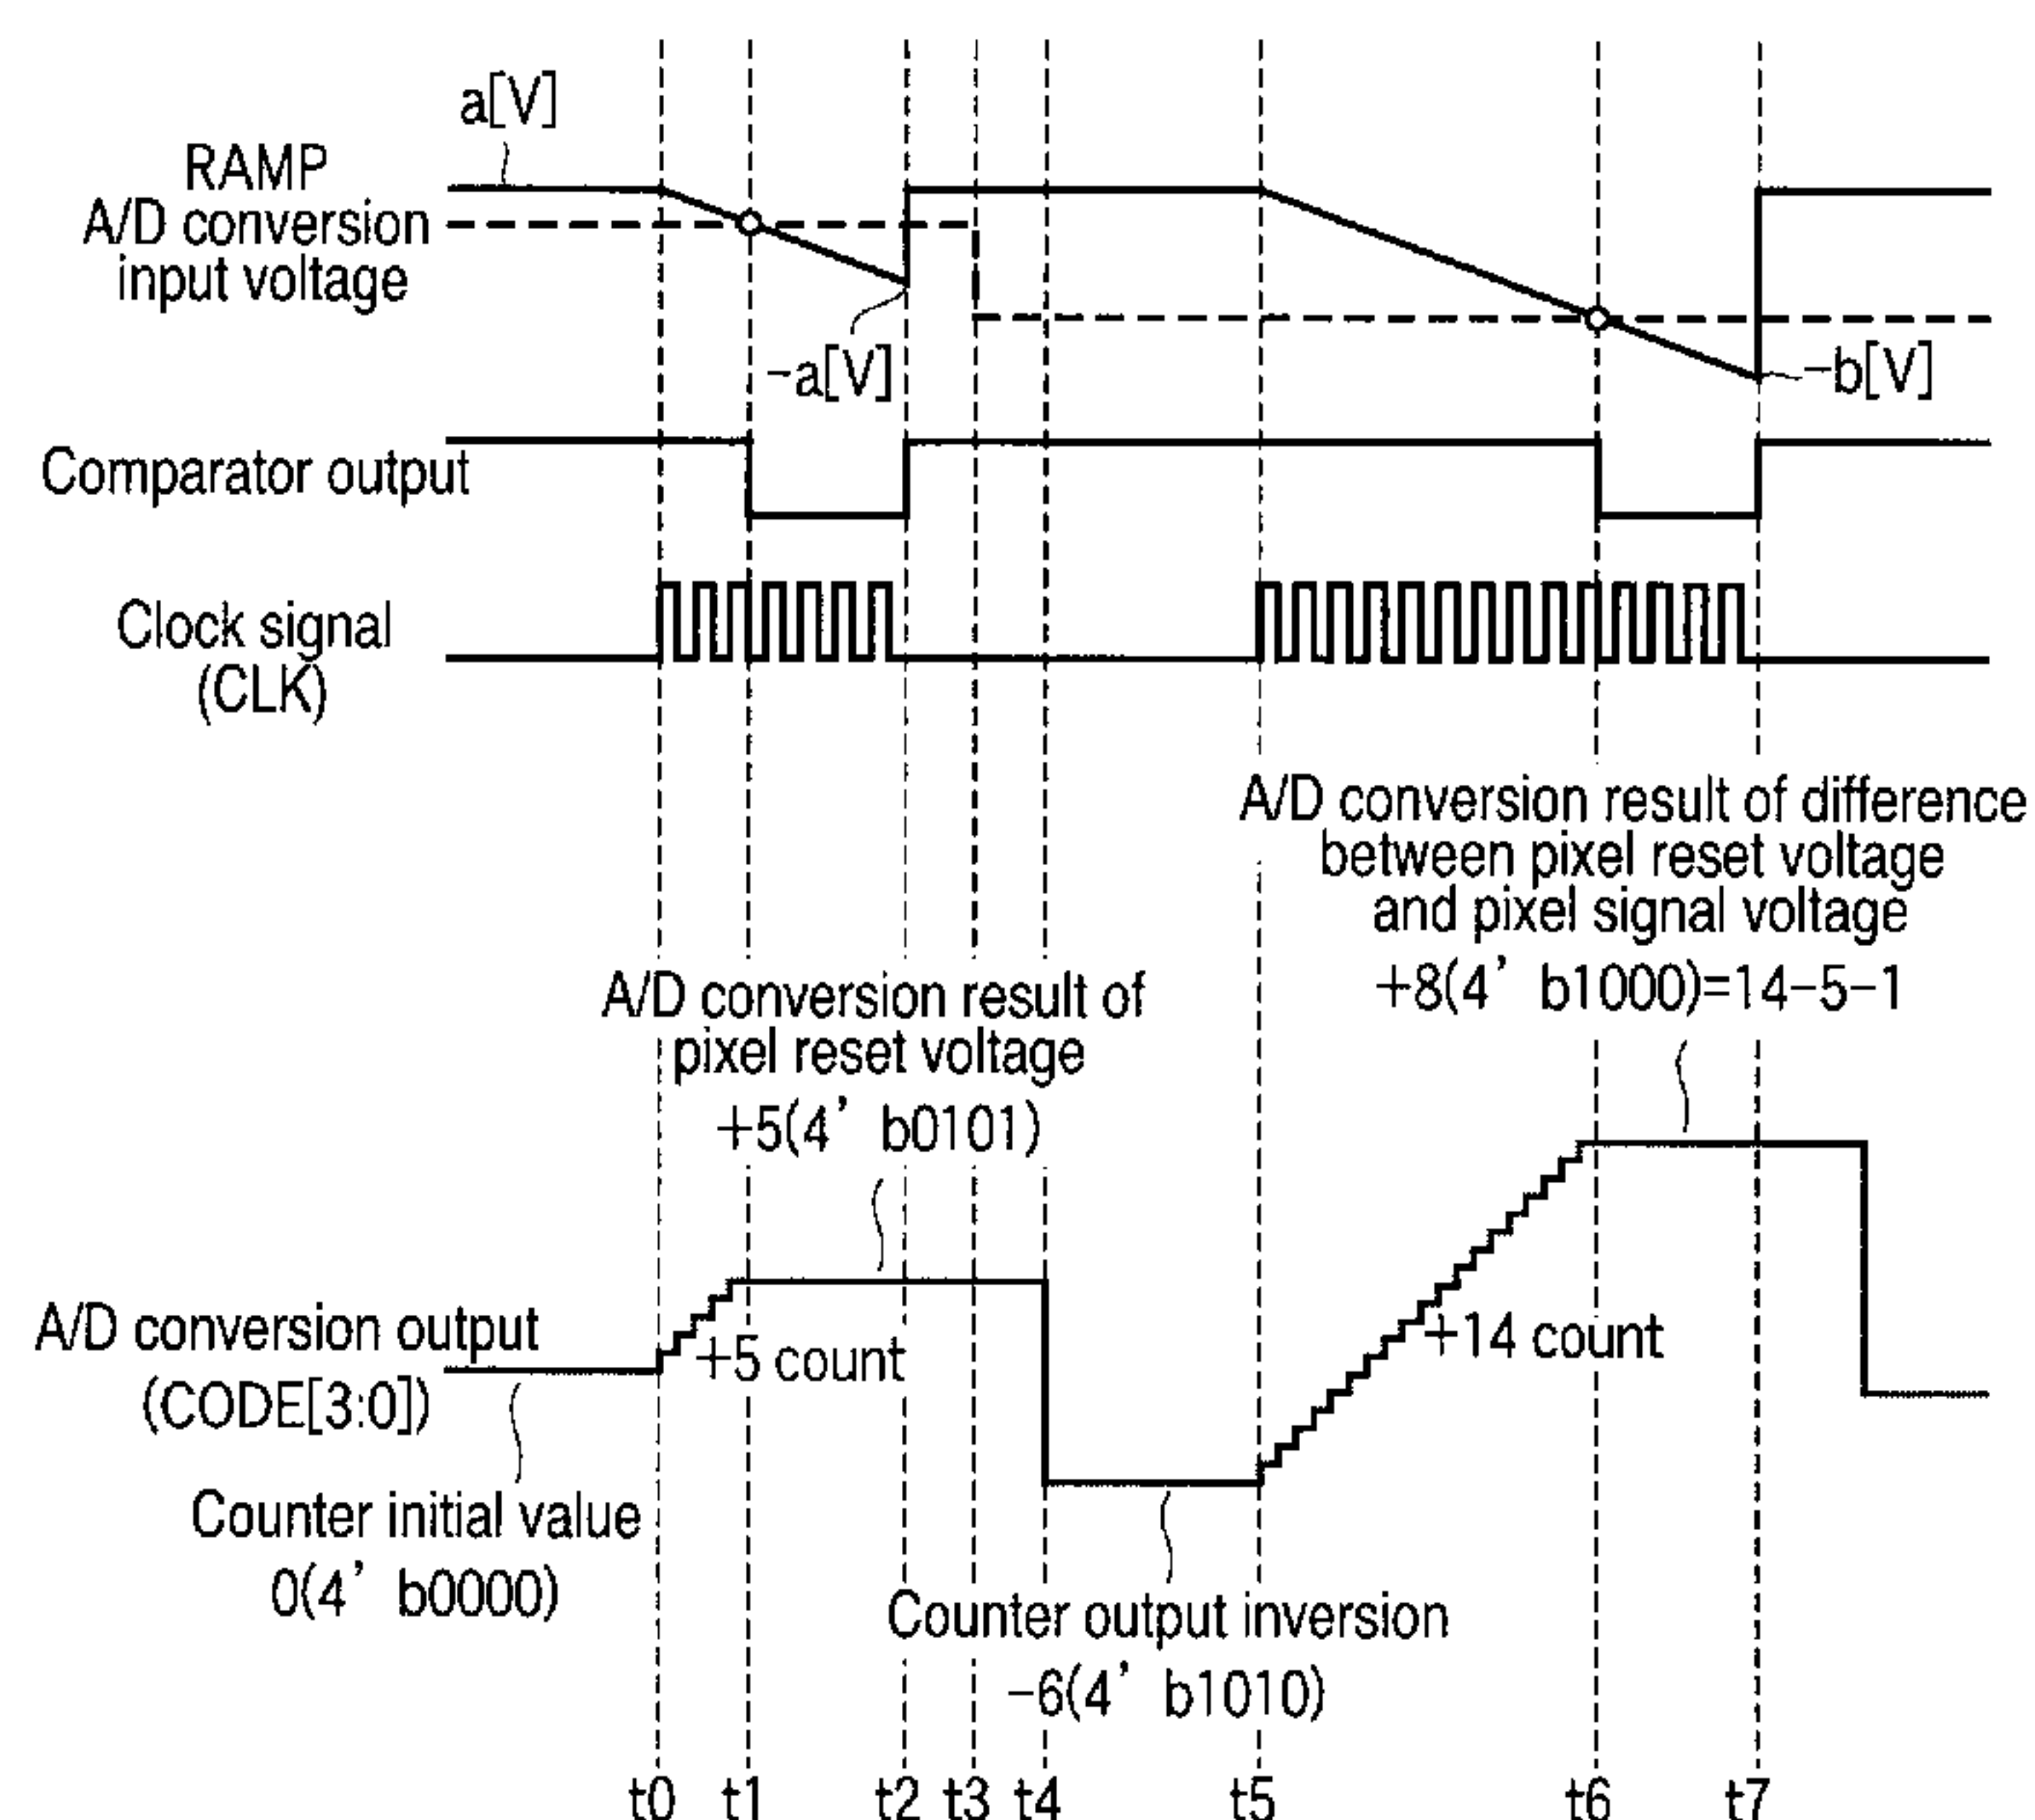 a[V]
RAMP
A/D conversion
input voltage
-a[V]
-b[V]
Comparator output
Clock signal
(CLK)
A/D conversion result of difference
between pixel reset voltage
and pixel signal voltage
+8(4' b1000)=14-5-1
A/D conversion result of
pixel reset voltage
+5(4' b0101)
A/D conversion output
(CODE[3:0])
+5 count
+14 count
Counter initial value
0(4' b0000)
Counter output inversion
-6(4' b1010)
t0 t1 t2 t3 t4 t5 t6 t7